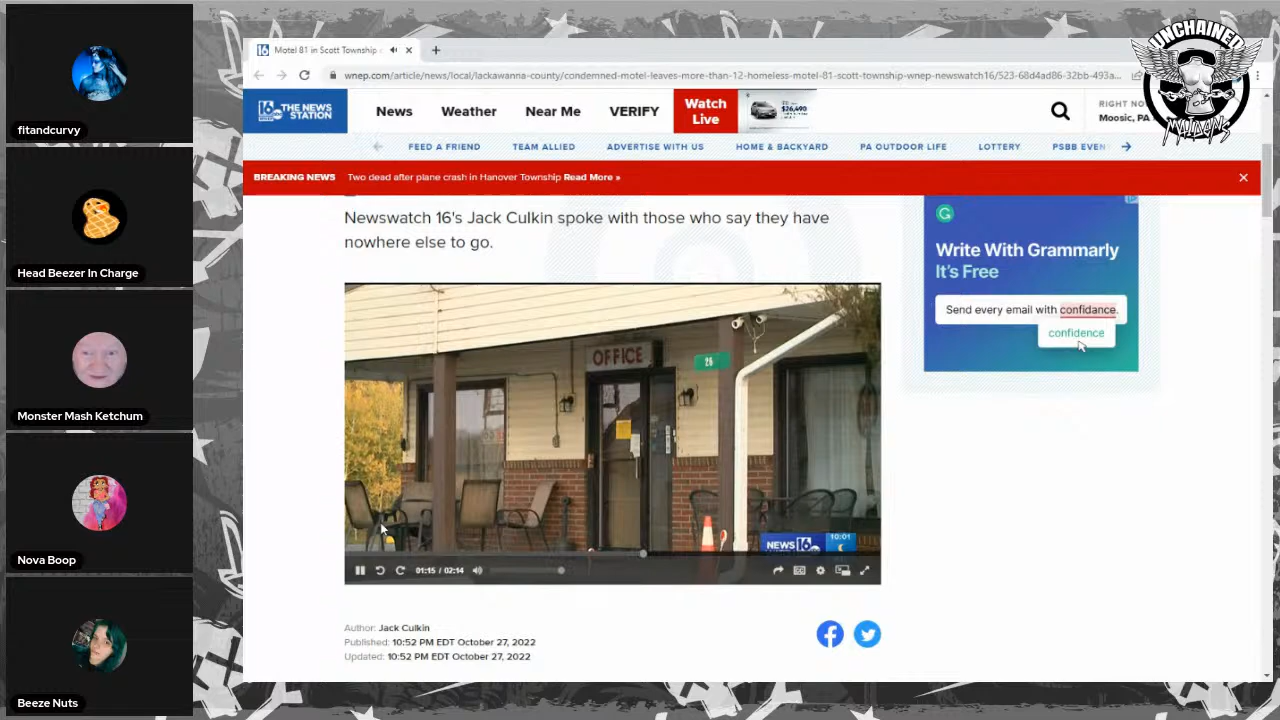 fitandcurvy
Head Beezer In Charge
Monster Mash Ketchum
Nova Boop
Beeze Nuts
UNCHAINED
MAIDENS
16 Motel 81 in Scott Township
wnep.com/article/news/local/lackawanna-county/condemned-motel-leaves-more-than-12-homeless-motel-81-scott-township-wnep-newswatch16/523-68d4ad86-32bb-493a...
16 THE NEWS STATION
News
Weather
Near Me
VERIFY
Watch Live
$26,490
RIGHT NO
Moosic, PA
FEED A FRIEND
TEAM ALLIED
ADVERTISE WITH US
HOME & BACKYARD
PA OUTDOOR LIFE
LOTTERY
PSBB EVEN
BREAKING NEWS Two dead after plane crash in Hanover Township Read More »
Newswatch 16's Jack Culkin spoke with those who say they have
nowhere else to go.
OFFICE
26
NEWS 16 10:01
01:15 / 02:14
Author: Jack Culkin
Published: 10:52 PM EDT October 27, 2022
Updated: 10:52 PM EDT October 27, 2022
G
Write With Grammarly
It's Free
Send every email with confidance.
confidence